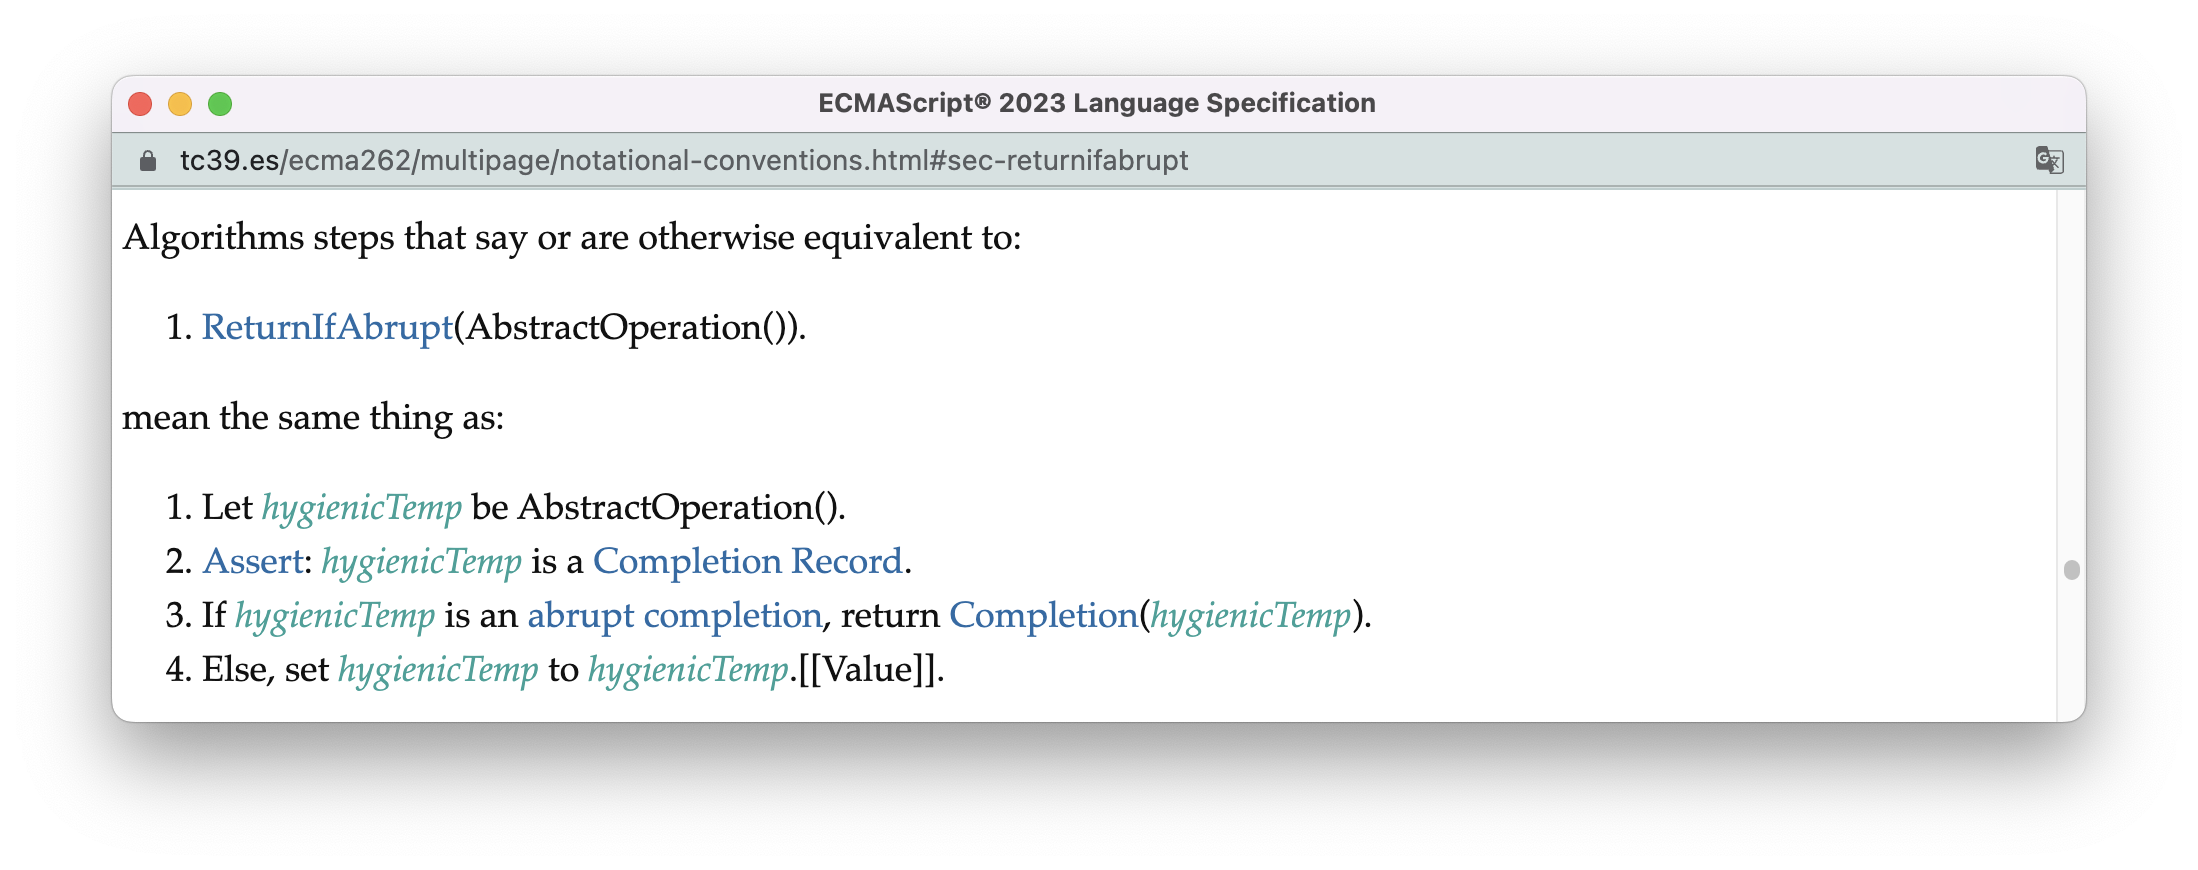 ECMAScript® 2023 Language Specification
tc39.es/ecma262/multipage/notational-conventions.html#sec-returnifabrupt
Algorithms steps that say or are otherwise equivalent to:
1. ReturnIfAbrupt(AbstractOperation()).
mean the same thing as:
1. Let hygienicTemp be AbstractOperation().
2. Assert: hygienicTemp is a Completion Record.
3. If hygienicTemp is an abrupt completion, return Completion(hygienicTemp).
4. Else, set hygienicTemp to hygienicTemp.[[Value]].